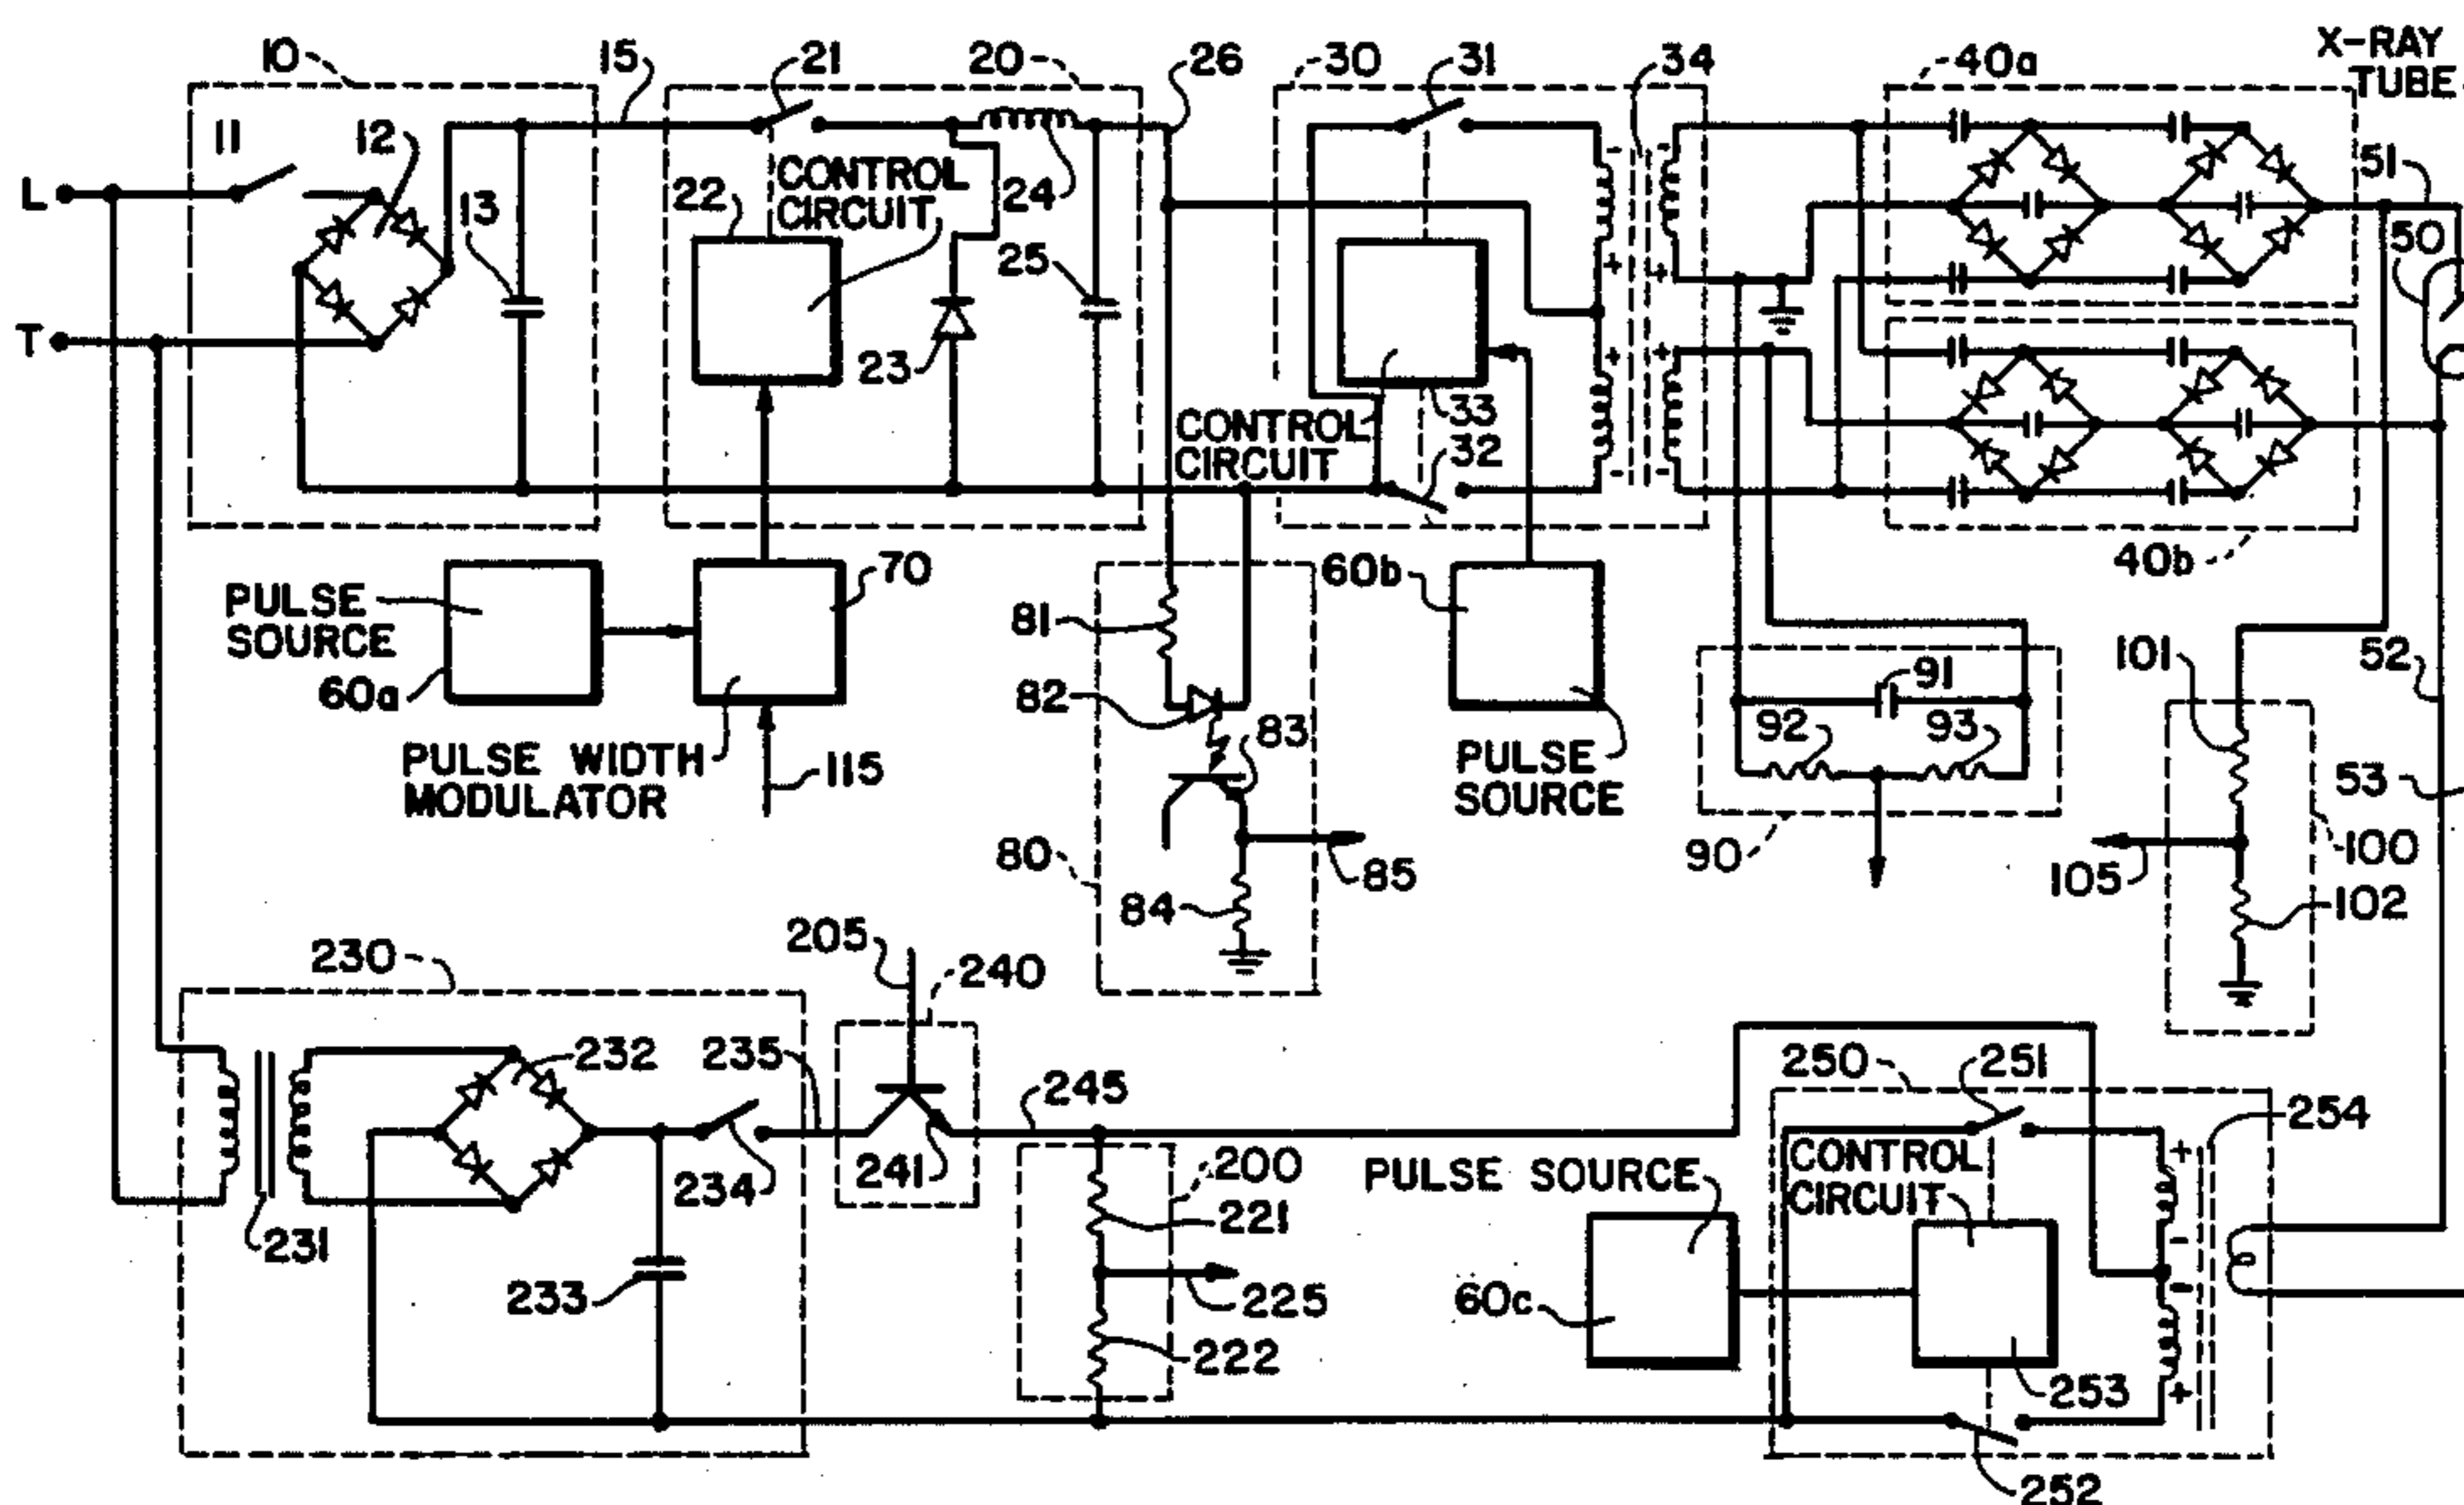 10
15
21
20
26
30
31
34
40a
X-RAY
TUBE
11
12
L
13
22
CONTROL
CIRCUIT
24
51
50
25
T
23
33
CONTROL
CIRCUIT
32
40b
PULSE
SOURCE
60a
70
PULSE WIDTH
MODULATOR
115
81
82
83
80
84
85
60b
PULSE
SOURCE
91
92
93
90
101
52
53
100
105
102
230
205
240
232
235
245
250
251
254
231
234
241
200
221
PULSE SOURCE
CONTROL
CIRCUIT
233
225
60c
222
253
252